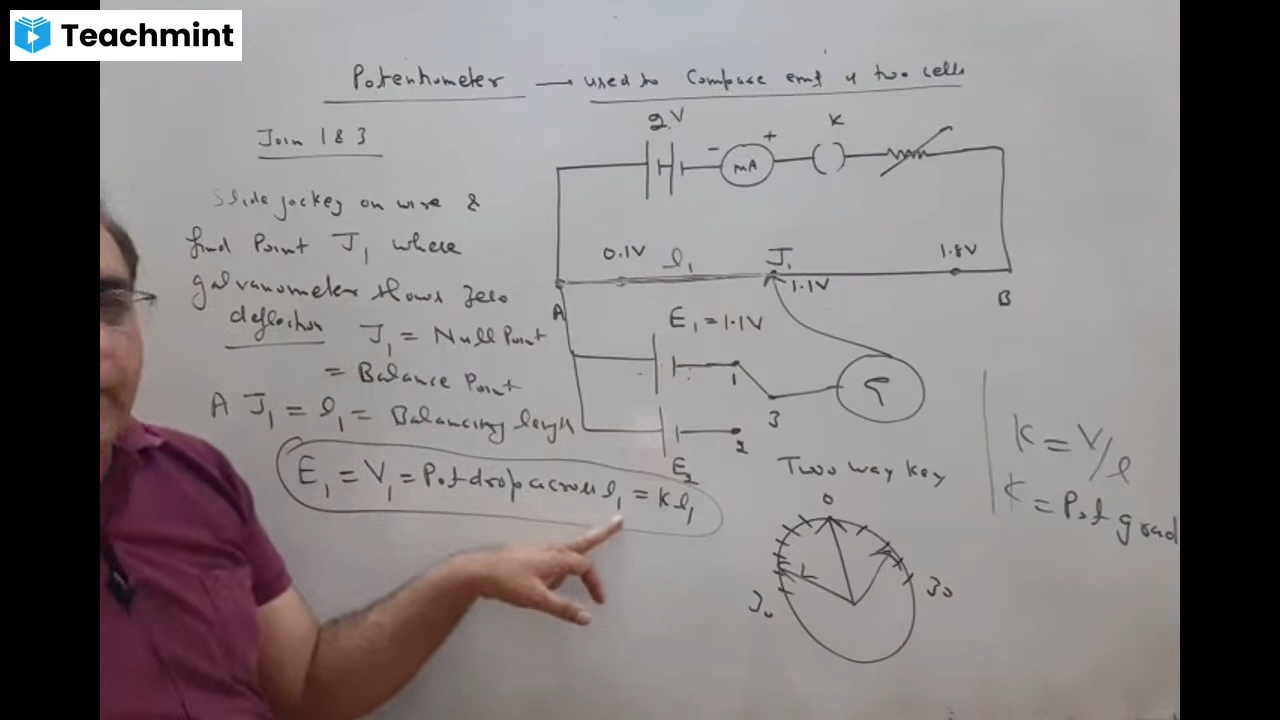 Teachmint
Potentiometer → used to Compare emf of two cells
Join 1 & 3
Slide jockey on wire &
find Point J₁ where
galvanometer shows zero
deflection
J₁ = Null Point
= Balance Point
A J₁ = l₁ = Balancing length
E₁ = V₁ = Pot drop across l₁ = K l₁
2V
- mA +
K
0.1V
l₁
J₁
1.1V
1.8V
A
B
E₁ = 1.1V
1
3
G
2
E₂
Two way key
0
30
30
K = V/l
K = Pot grad